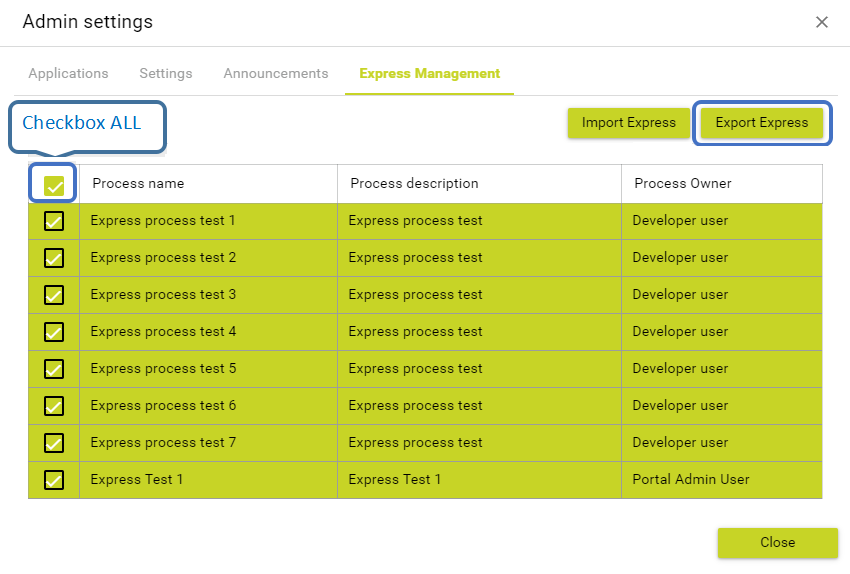 Admin settings
Applications Settings Announcements Express Management
Checkbox ALL
Import Express Export Express
Process name Process description Process Owner
Express process test 1 Express process test Developer user
Express process test 2 Express process test Developer user
Express process test 3 Express process test Developer user
Express process test 4 Express process test Developer user
Express process test 5 Express process test Developer user
Express process test 6 Express process test Developer user
Express process test 7 Express process test Developer user
Express Test 1 Express Test 1 Portal Admin User
Close